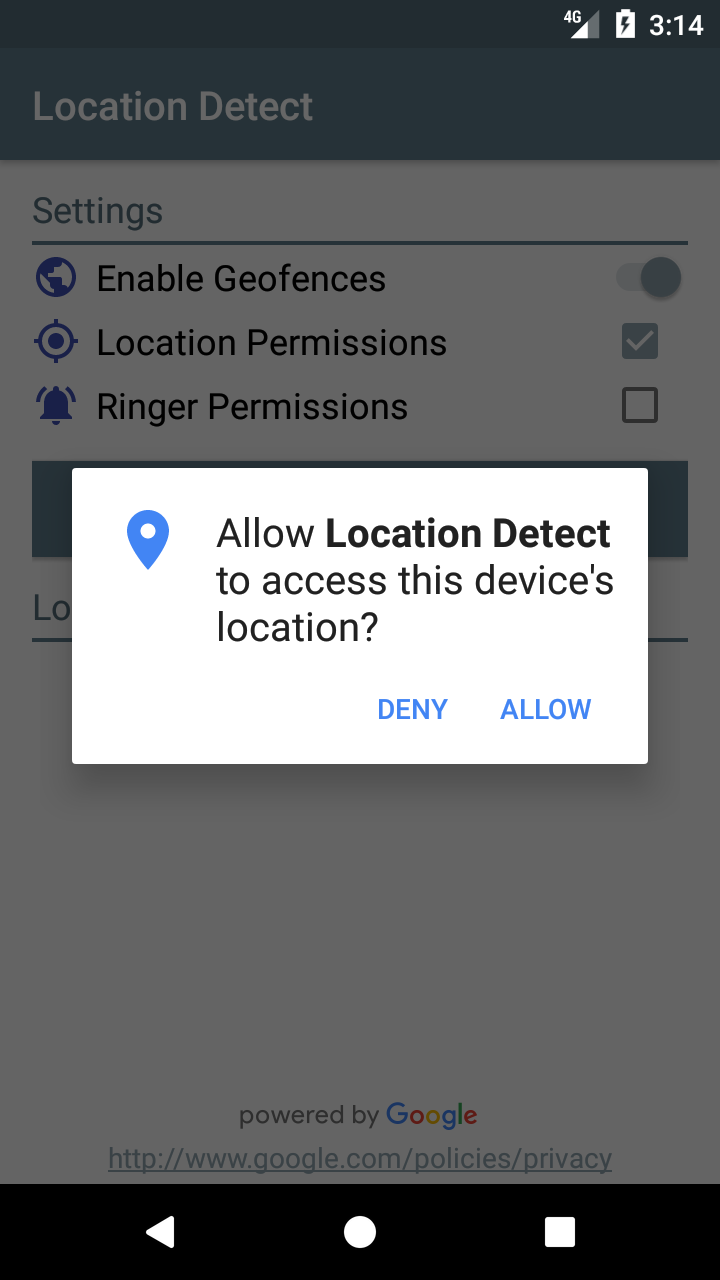 4G 3:14
Location Detect
Settings
Enable Geofences
Location Permissions
Ringer Permissions
Allow Location Detect
to access this device's
location?
Lo
DENY ALLOW
powered by Google
http://www.google.com/policies/privacy